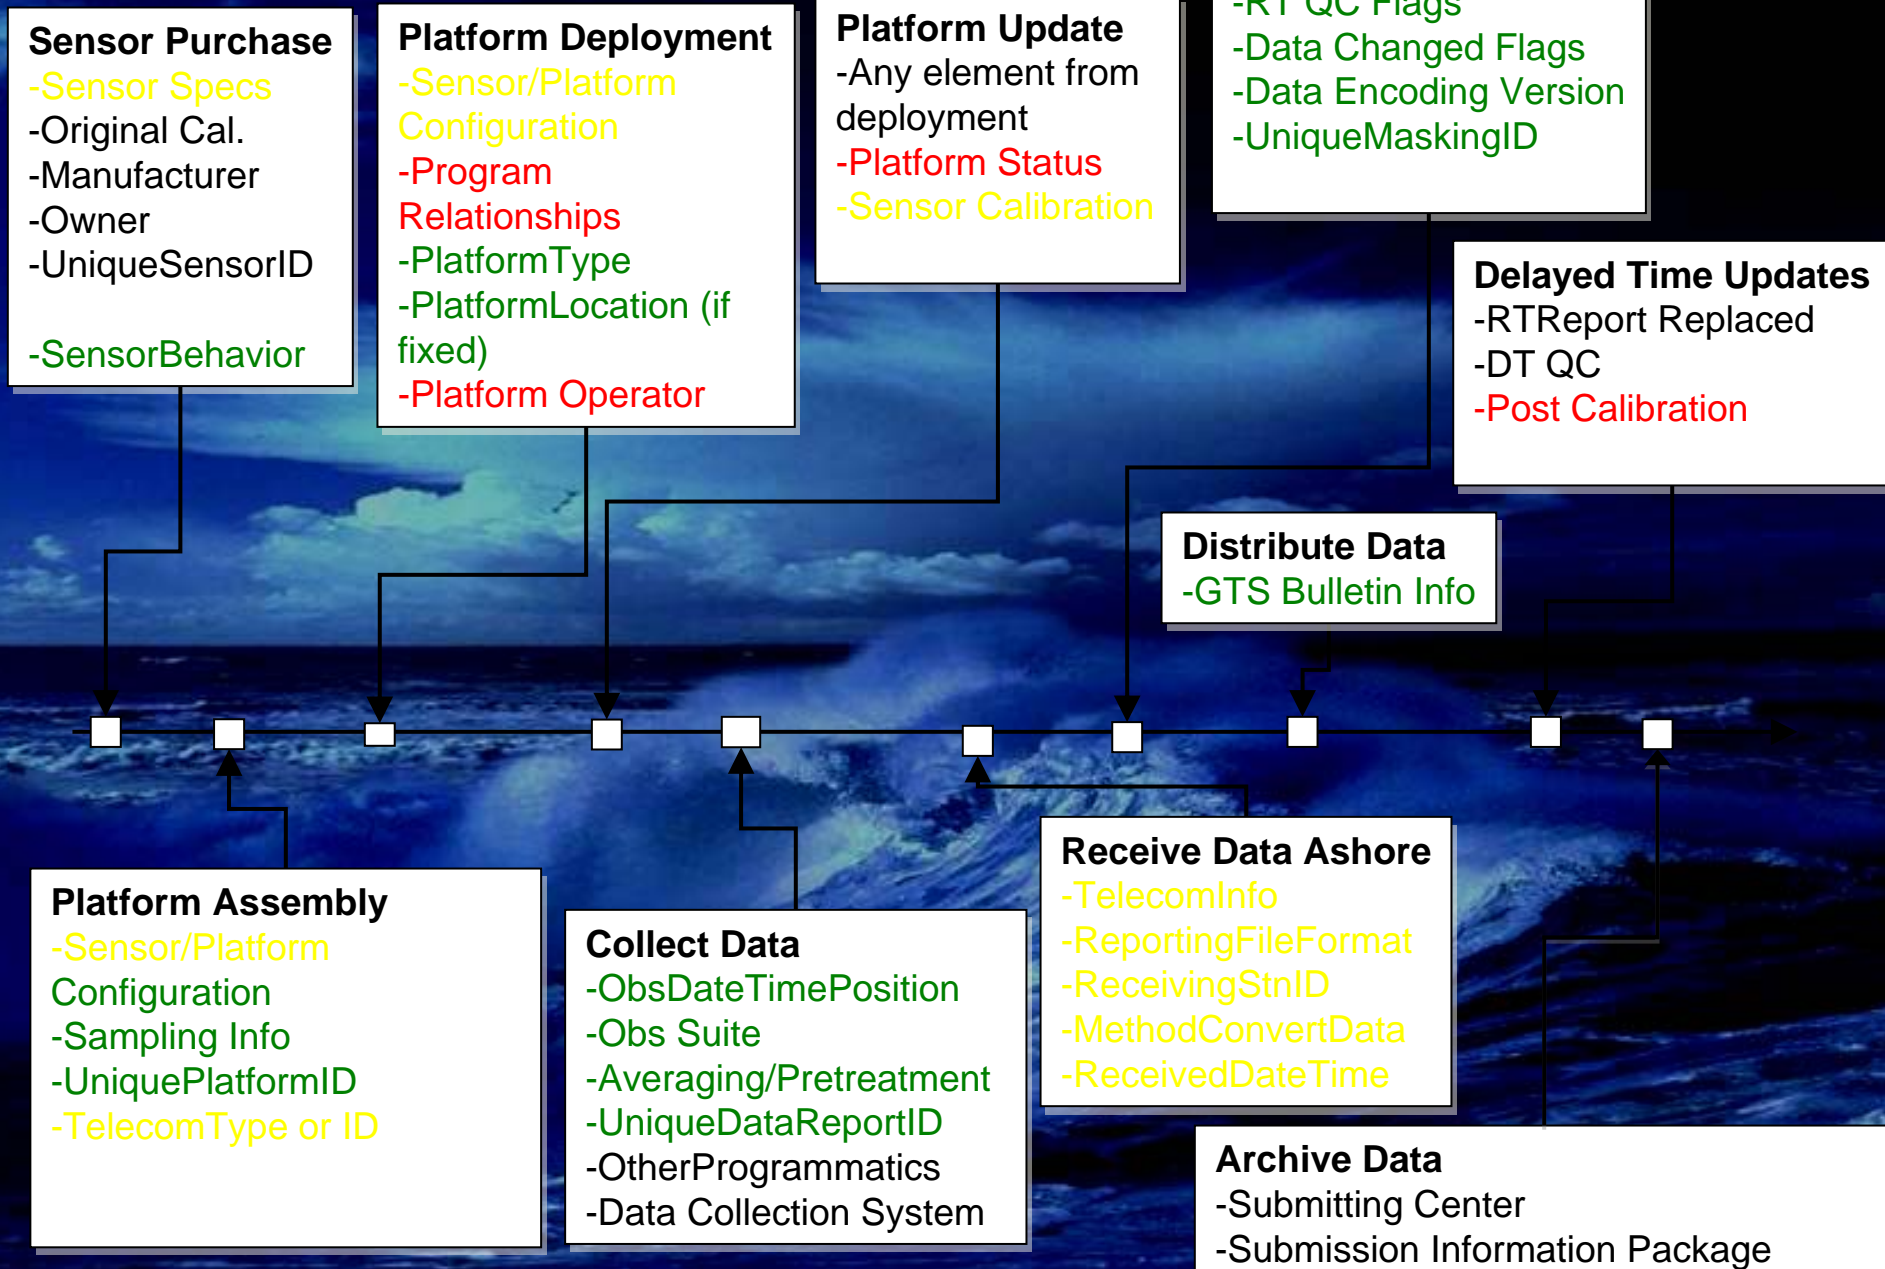 Sensor Purchase
-Sensor Specs
-Original Cal.
-Manufacturer
-Owner
-UniqueSensorID
-SensorBehavior
Platform Deployment
-Sensor/Platform
Configuration
-Program
Relationships
-PlatformType
-PlatformLocation (if
fixed)
-Platform Operator
Platform Update
-Any element from
deployment
-Platform Status
-Sensor Calibration
-RT QC Flags
-Data Changed Flags
-Data Encoding Version
-UniqueMaskingID
Delayed Time Updates
-RTReport Replaced
-DT QC
-Post Calibration
Distribute Data
-GTS Bulletin Info
Platform Assembly
-Sensor/Platform
Configuration
-Sampling Info
-UniquePlatformID
-TelecomType or ID
Collect Data
-ObsDateTimePosition
-Obs Suite
-Averaging/Pretreatment
-UniqueDataReportID
-OtherProgrammatics
-Data Collection System
Receive Data Ashore
-TelecomInfo
-ReportingFileFormat
-ReceivingStnID
-MethodConvertData
-ReceivedDateTime
Archive Data
-Submitting Center
-Submission Information Package